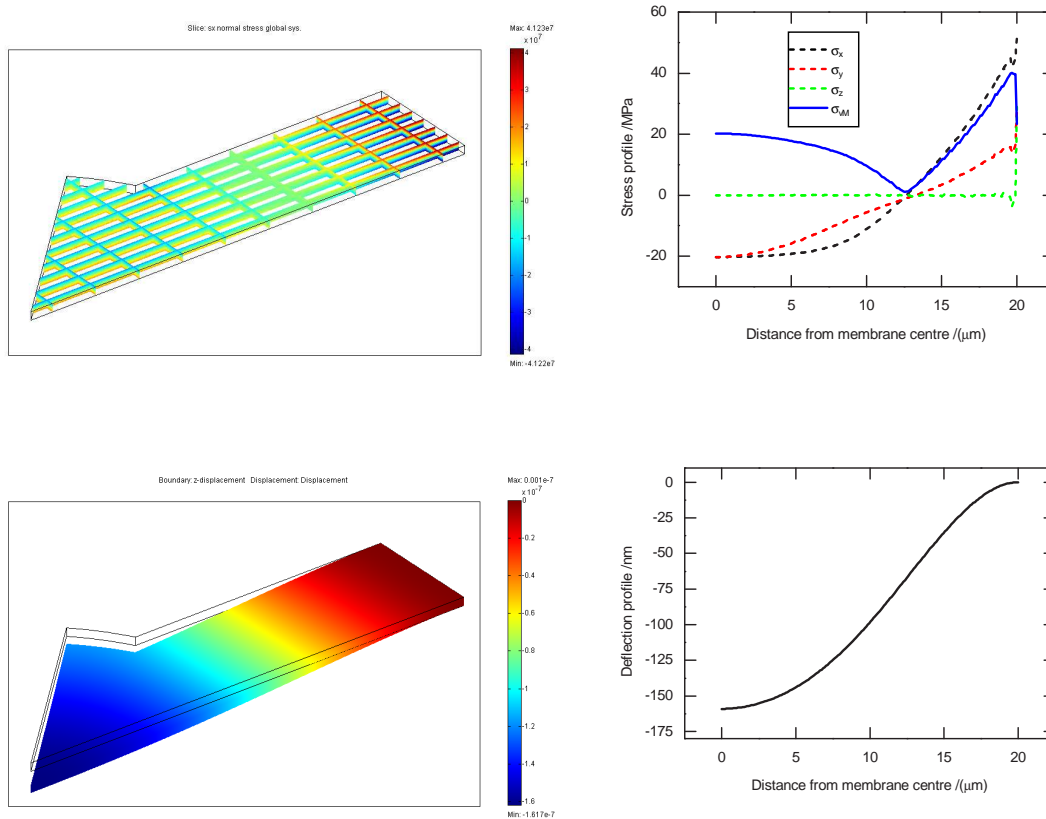 Slice: sx normal stress global sys.
Max: 4.123e7
x 10^7
4
3
2
1
0
-1
-2
-3
-4
Min: -4.122e7
60
40
20
0
-20
Stress profile /MPa
σx
σy
σz
σvM
0
5
10
15
20
Distance from membrane centre /(μm)
Boundary: z-displacement Displacement: Displacement
Max: 0.001e-7
x 10^-7
0
-0.2
-0.4
-0.6
-0.8
-1
-1.2
-1.4
-1.6
Min: -1.617e-7
0
-25
-50
-75
-100
-125
-150
-175
Deflection profile /nm
0
5
10
15
20
Distance from membrane centre /(μm)